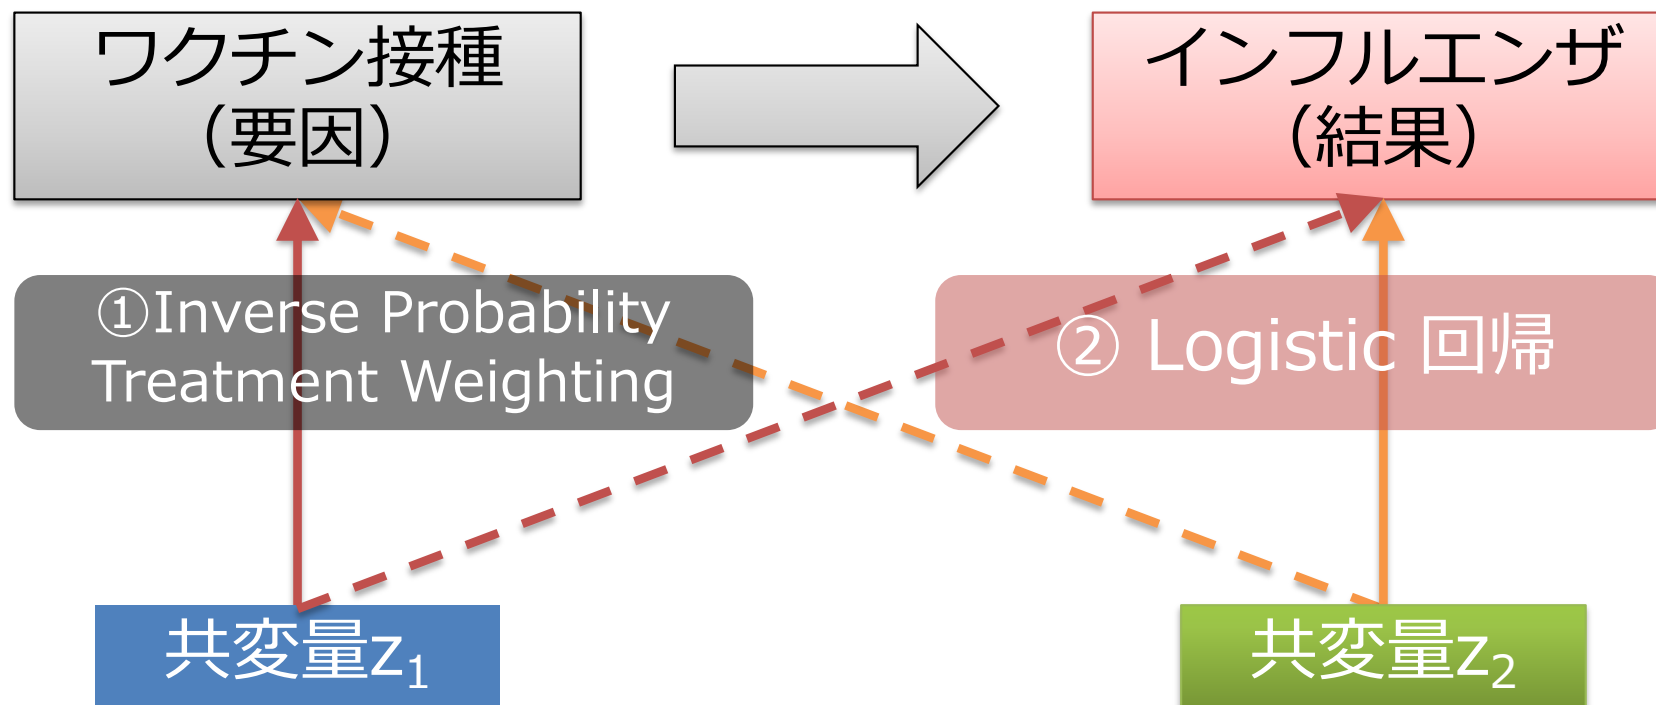 ワクチン接種
（要因）
インフルエンザ
（結果）
①Inverse Probability
Treatment Weighting
② Logistic 回帰
共変量z₁
共変量z₂